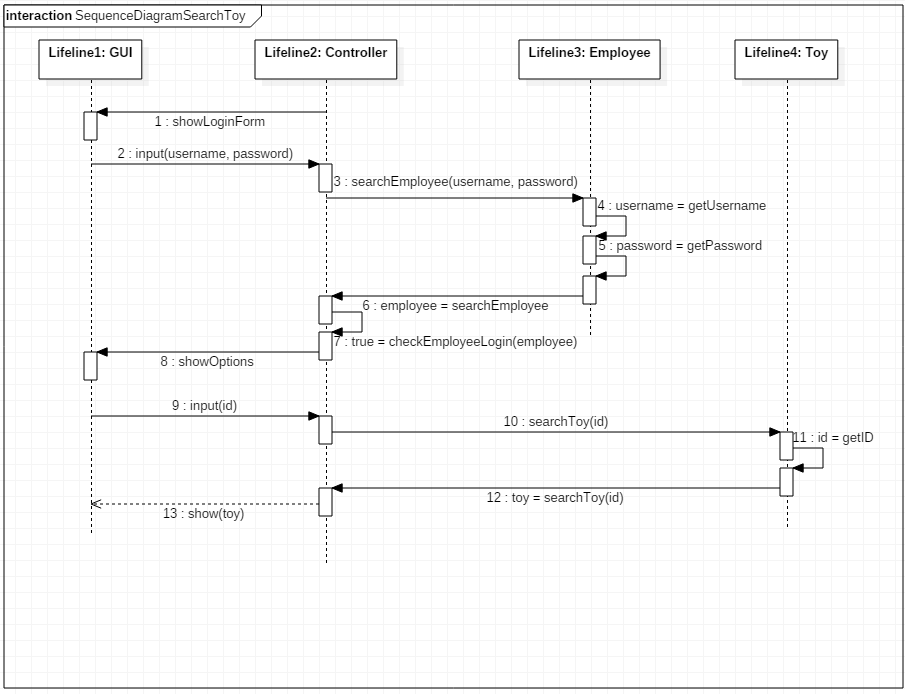 interaction SequenceDiagramSearchToy
Lifeline1: GUI
Lifeline2: Controller
Lifeline3: Employee
Lifeline4: Toy
1 : showLoginForm
2 : input(username, password)
3 : searchEmployee(username, password)
4 : username = getUsername
5 : password = getPassword
6 : employee = searchEmployee
7 : true = checkEmployeeLogin(employee)
8 : showOptions
9 : input(id)
10 : searchToy(id)
11 : id = getID
12 : toy = searchToy(id)
13 : show(toy)